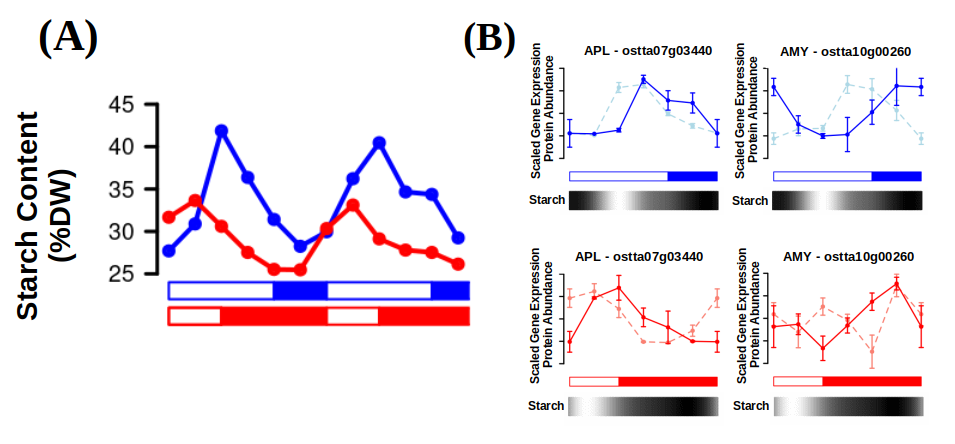 (A)
Starch Content
(%DW)
45
40
35
30
25
(B)
APL - ostta07g03440
Scaled Gene Expression
Protein Abundance
Starch
AMY - ostta10g00260
Scaled Gene Expression
Protein Abundance
Starch
APL - ostta07g03440
Scaled Gene Expression
Protein Abundance
Starch
AMY - ostta10g00260
Scaled Gene Expression
Protein Abundance
Starch